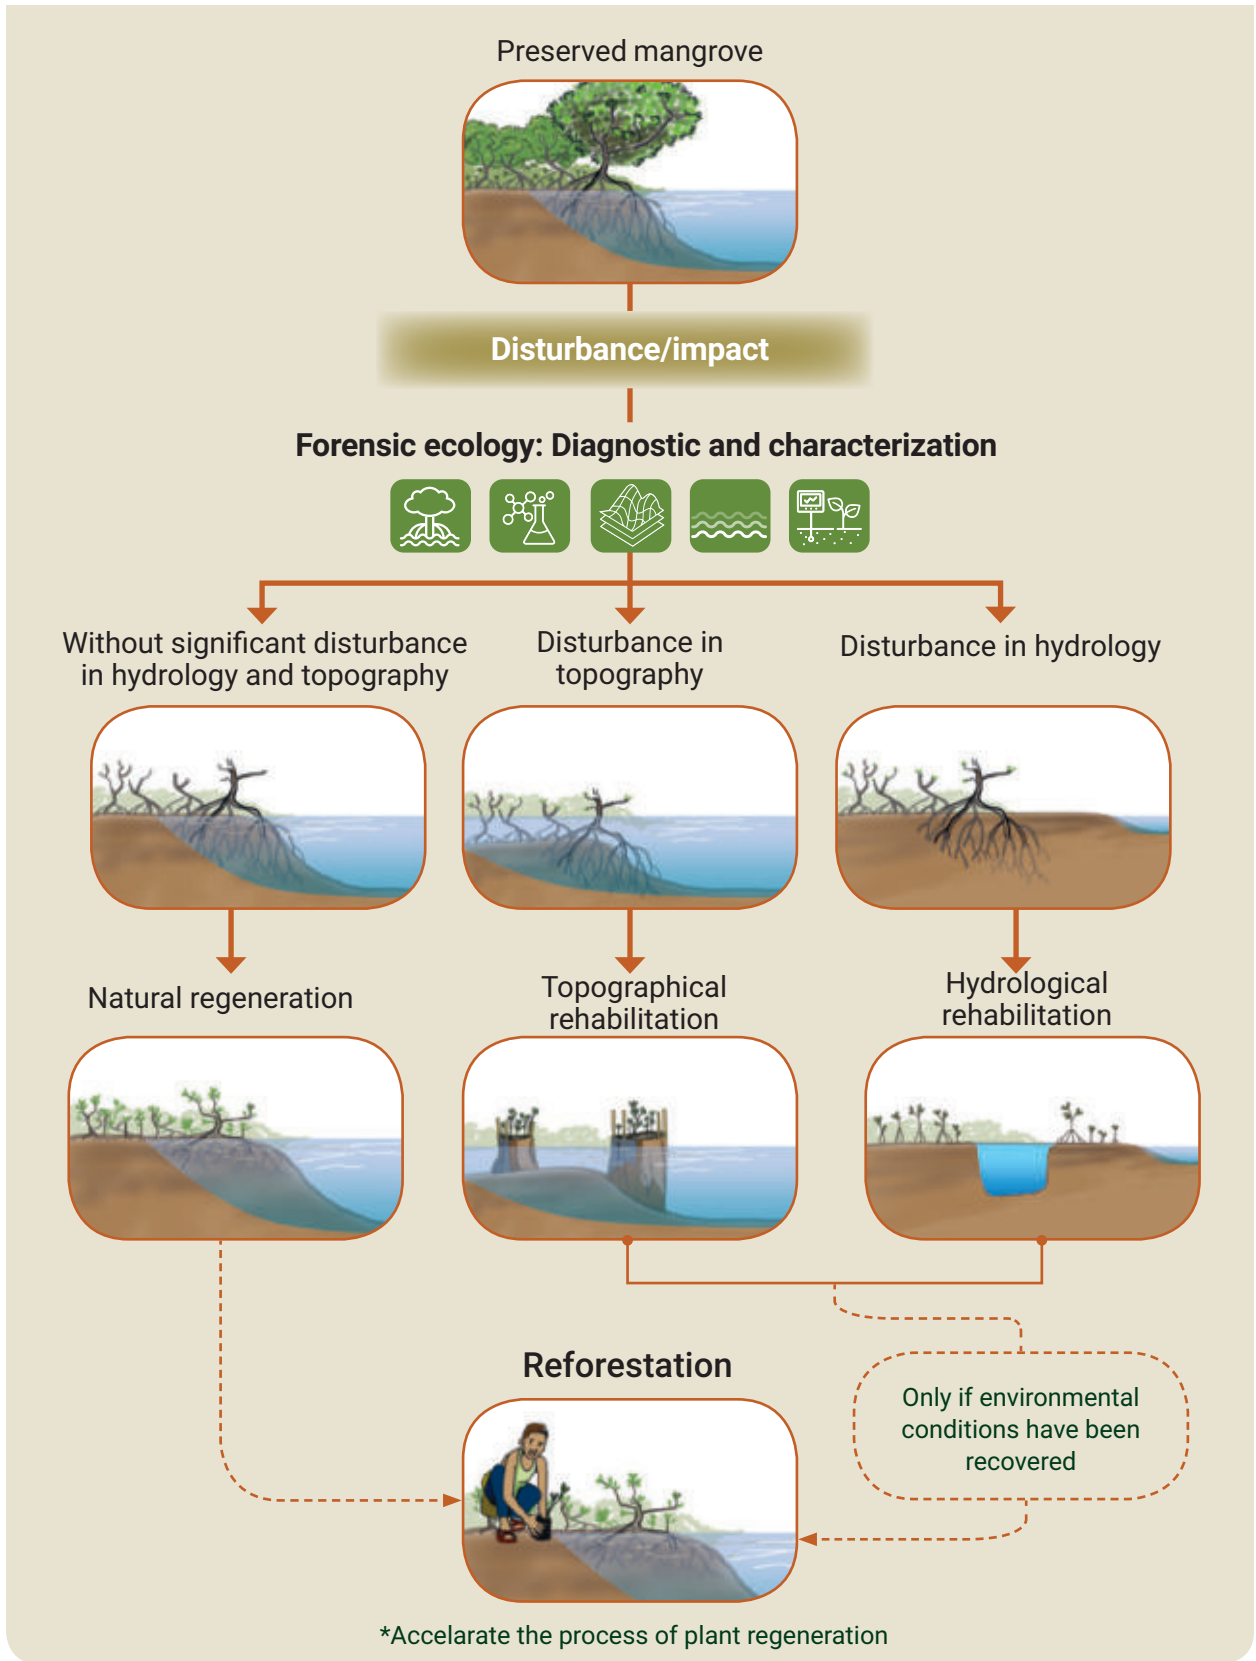 Preserved mangrove
Disturbance/impact
Forensic ecology: Diagnostic and characterization
Without significant disturbance
in hydrology and topography
Disturbance in
topography
Disturbance in hydrology
Natural regeneration
Topographical
rehabilitation
Hydrological
rehabilitation
Reforestation
Only if environmental
conditions have been
recovered
*Accelarate the process of plant regeneration